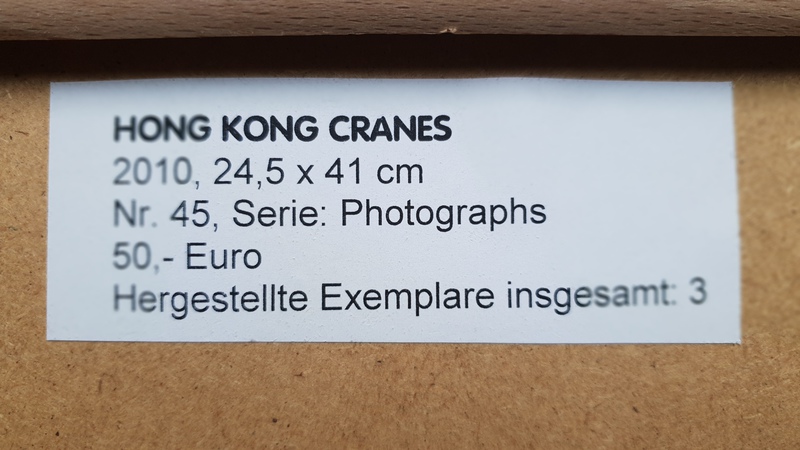 HONG KONG CRANES
2010, 24,5 x 41 cm
Nr. 45, Serie: Photographs
50,- Euro
Hergestellte Exemplare insgesamt: 3